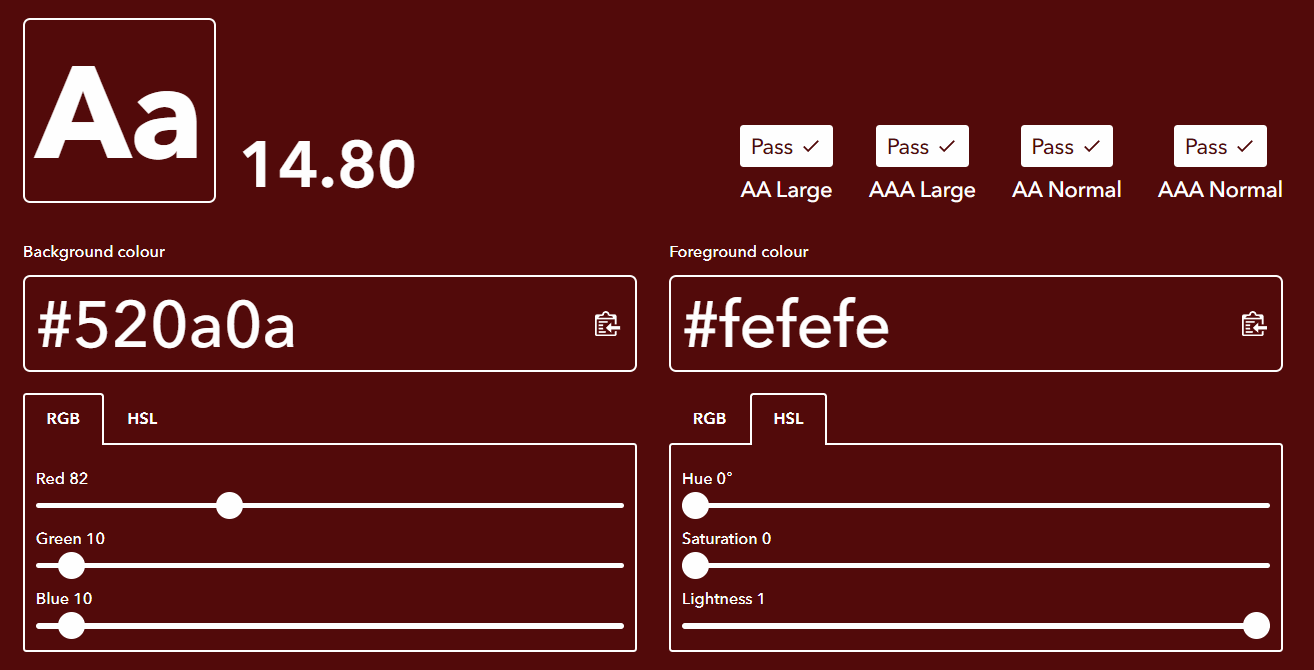 Aa
14.80
Pass ✓ Pass ✓ Pass ✓ Pass ✓
AA Large AAA Large AA Normal AAA Normal
Background colour
#520a0a
Foreground colour
#fefefe
RGB HSL
Red 82
Green 10
Blue 10
RGB HSL
Hue 0°
Saturation 0
Lightness 1